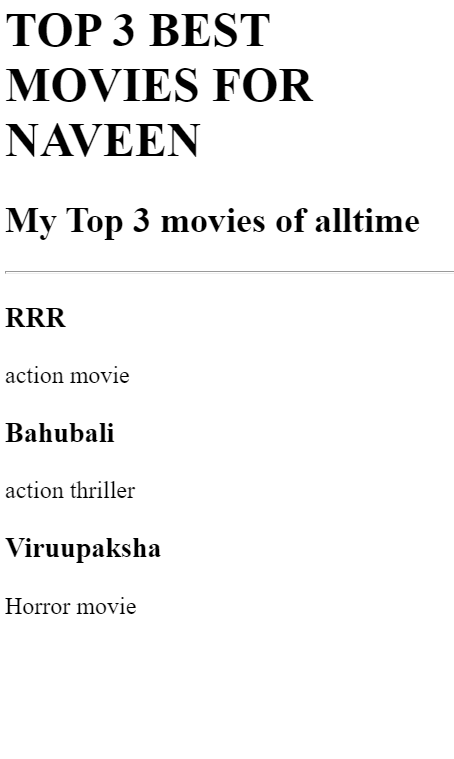 TOP 3 BEST
MOVIES FOR
NAVEEN
My Top 3 movies of alltime
RRR
action movie
Bahubali
action thriller
Viruupaksha
Horror movie